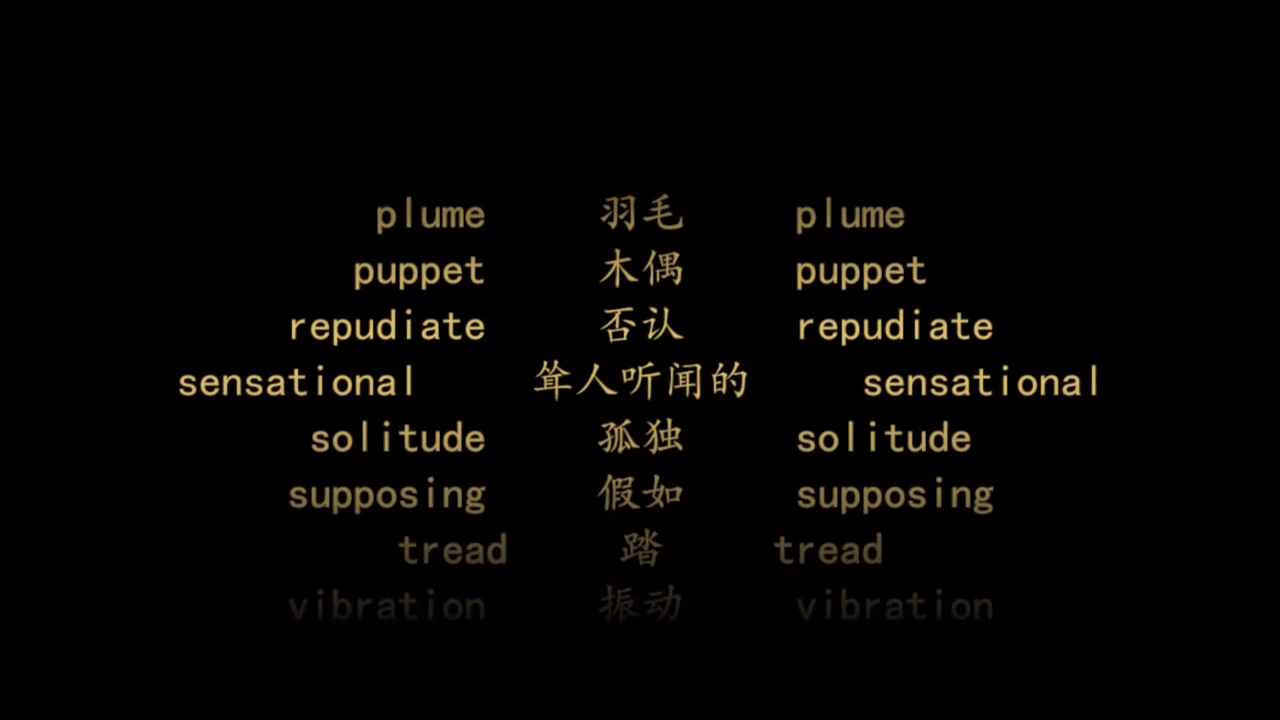 plume 羽毛 plume
puppet 木偶 puppet
repudiate 否认 repudiate
sensational 耸人听闻的 sensational
solitude 孤独 solitude
supposing 假如 supposing
tread 踏 tread
vibration 振动 vibration